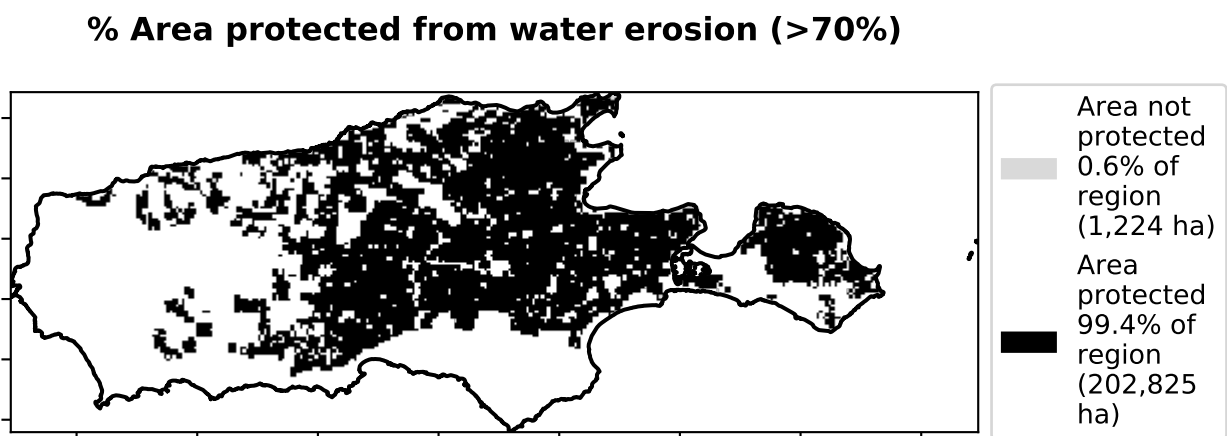 % Area protected from water erosion (>70%)
Area not
protected
0.6% of
region
(1,224 ha)
Area
protected
99.4% of
region
(202,825
ha)